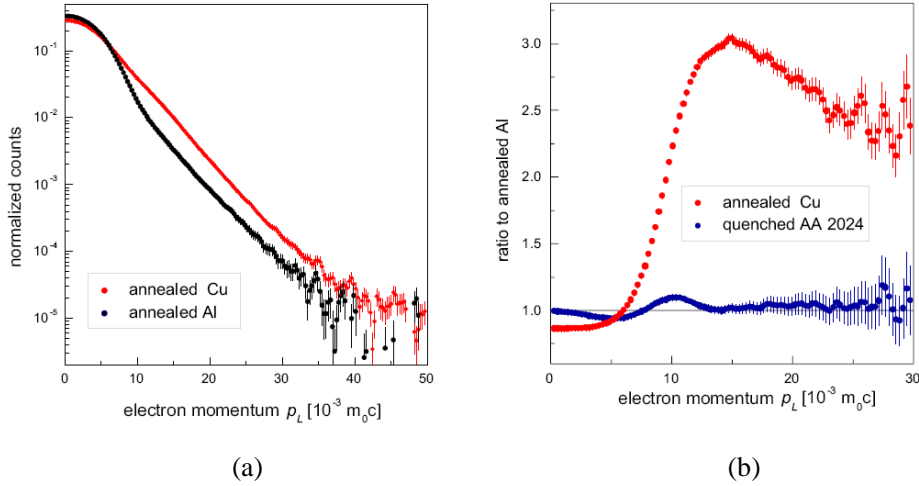 normalized counts
10⁻¹
10⁻²
10⁻³
10⁻⁴
10⁻⁵
annealed Cu
annealed Al
0 10 20 30 40 50
electron momentum p_L [10⁻³ m₀c]
(a)
ratio to annealed Al
3.0
2.5
2.0
1.5
1.0
annealed Cu
quenched AA 2024
0 10 20 30
electron momentum p_L [10⁻³ m₀c]
(b)